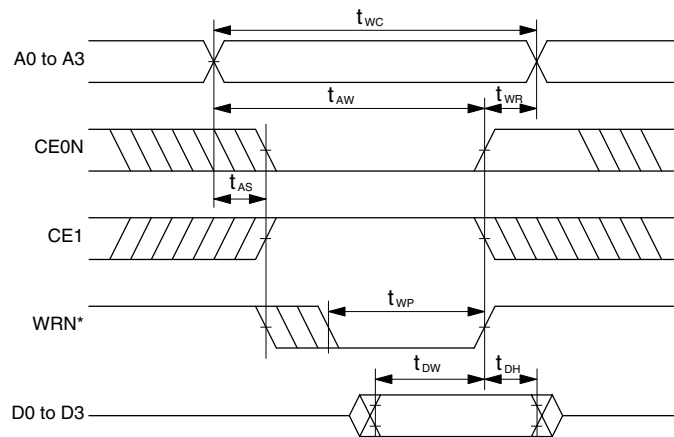 tWC
A0 to A3
tAW
tWR
CE0N
tAS
CE1
tWP
WRN*
tDW
tDH
D0 to D3